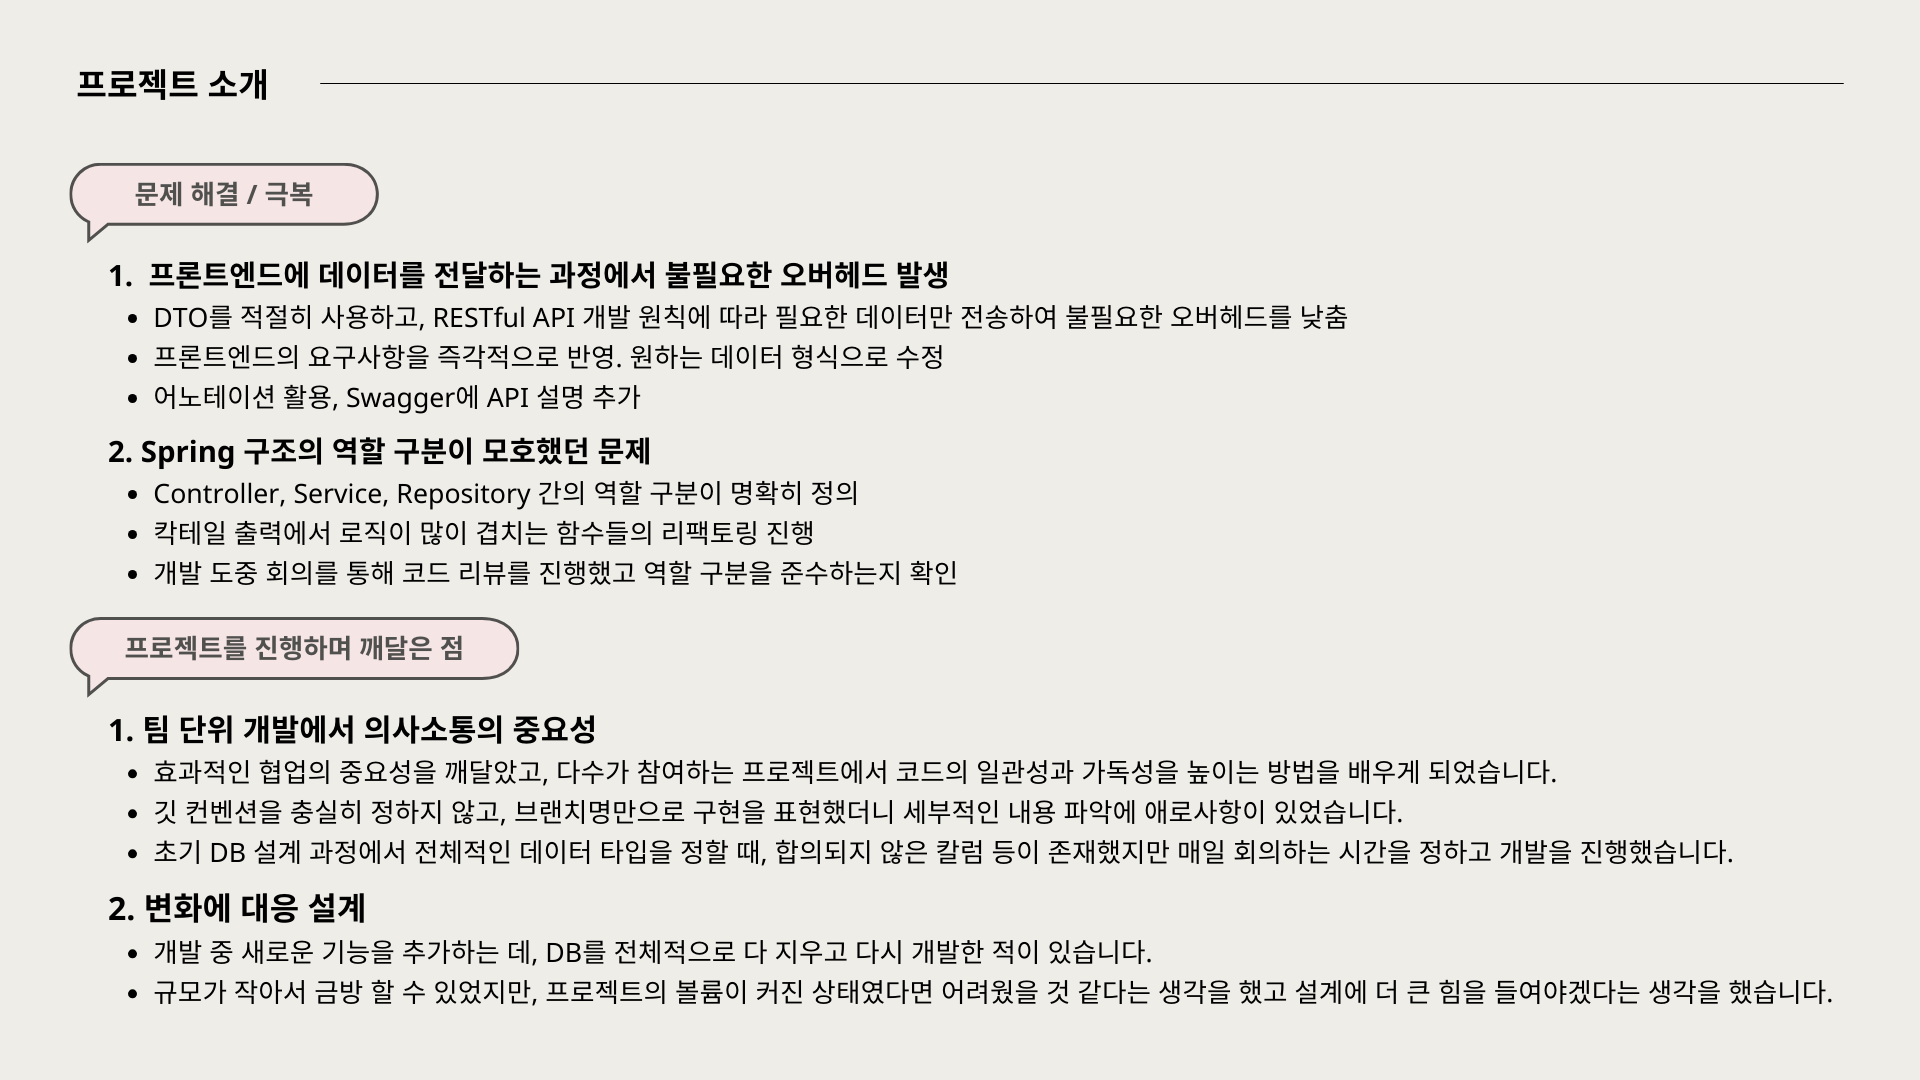 프로젝트 소개
문제 해결 / 극복
1. 프론트엔드에 데이터를 전달하는 과정에서 불필요한 오버헤드 발생
• DTO를 적절히 사용하고, RESTful API 개발 원칙에 따라 필요한 데이터만 전송하여 불필요한 오버헤드를 낮춤
• 프론트엔드의 요구사항을 즉각적으로 반영. 원하는 데이터 형식으로 수정
• 어노테이션 활용, Swagger에 API 설명 추가
2. Spring 구조의 역할 구분이 모호했던 문제
• Controller, Service, Repository 간의 역할 구분이 명확히 정의
• 칵테일 출력에서 로직이 많이 겹치는 함수들의 리팩토링 진행
• 개발 도중 회의를 통해 코드 리뷰를 진행했고 역할 구분을 준수하는지 확인
프로젝트를 진행하며 깨달은 점
1. 팀 단위 개발에서 의사소통의 중요성
• 효과적인 협업의 중요성을 깨달았고, 다수가 참여하는 프로젝트에서 코드의 일관성과 가독성을 높이는 방법을 배우게 되었습니다.
• 깃 컨벤션을 충실히 정하지 않고, 브랜치명만으로 구현을 표현했더니 세부적인 내용 파악에 애로사항이 있었습니다.
• 초기 DB 설계 과정에서 전체적인 데이터 타입을 정할 때, 합의되지 않은 칼럼 등이 존재했지만 매일 회의하는 시간을 정하고 개발을 진행했습니다.
2. 변화에 대응 설계
• 개발 중 새로운 기능을 추가하는 데, DB를 전체적으로 다 지우고 다시 개발한 적이 있습니다.
• 규모가 작아서 금방 할 수 있었지만, 프로젝트의 볼륨이 커진 상태였다면 어려웠을 것 같다는 생각을 했고 설계에 더 큰 힘을 들여야겠다는 생각을 했습니다.